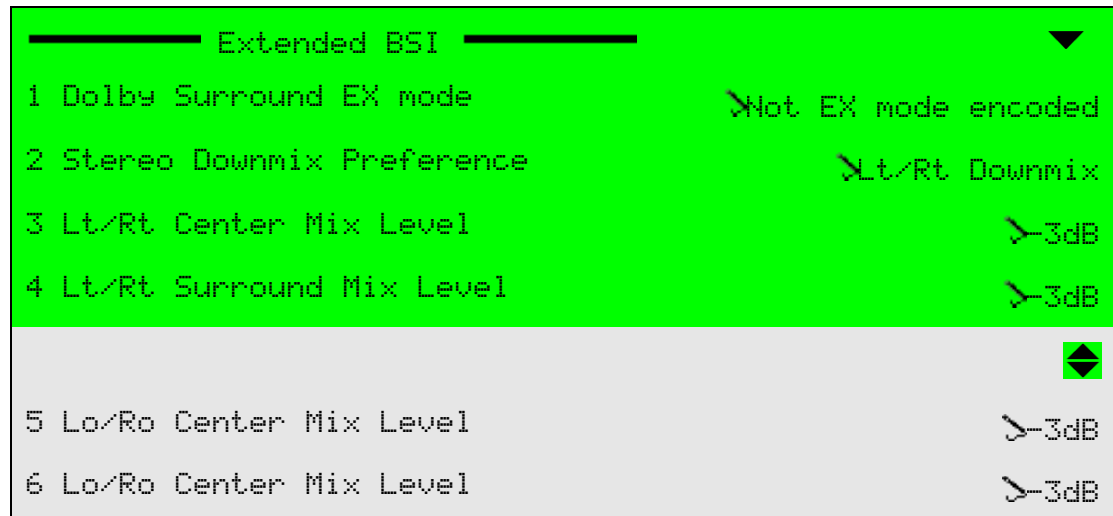 Extended BSI
1 Dolby Surround EX mode Not EX mode encoded
2 Stereo Downmix Preference Lt/Rt Downmix
3 Lt/Rt Center Mix Level -3dB
4 Lt/Rt Surround Mix Level -3dB
5 Lo/Ro Center Mix Level -3dB
6 Lo/Ro Center Mix Level -3dB